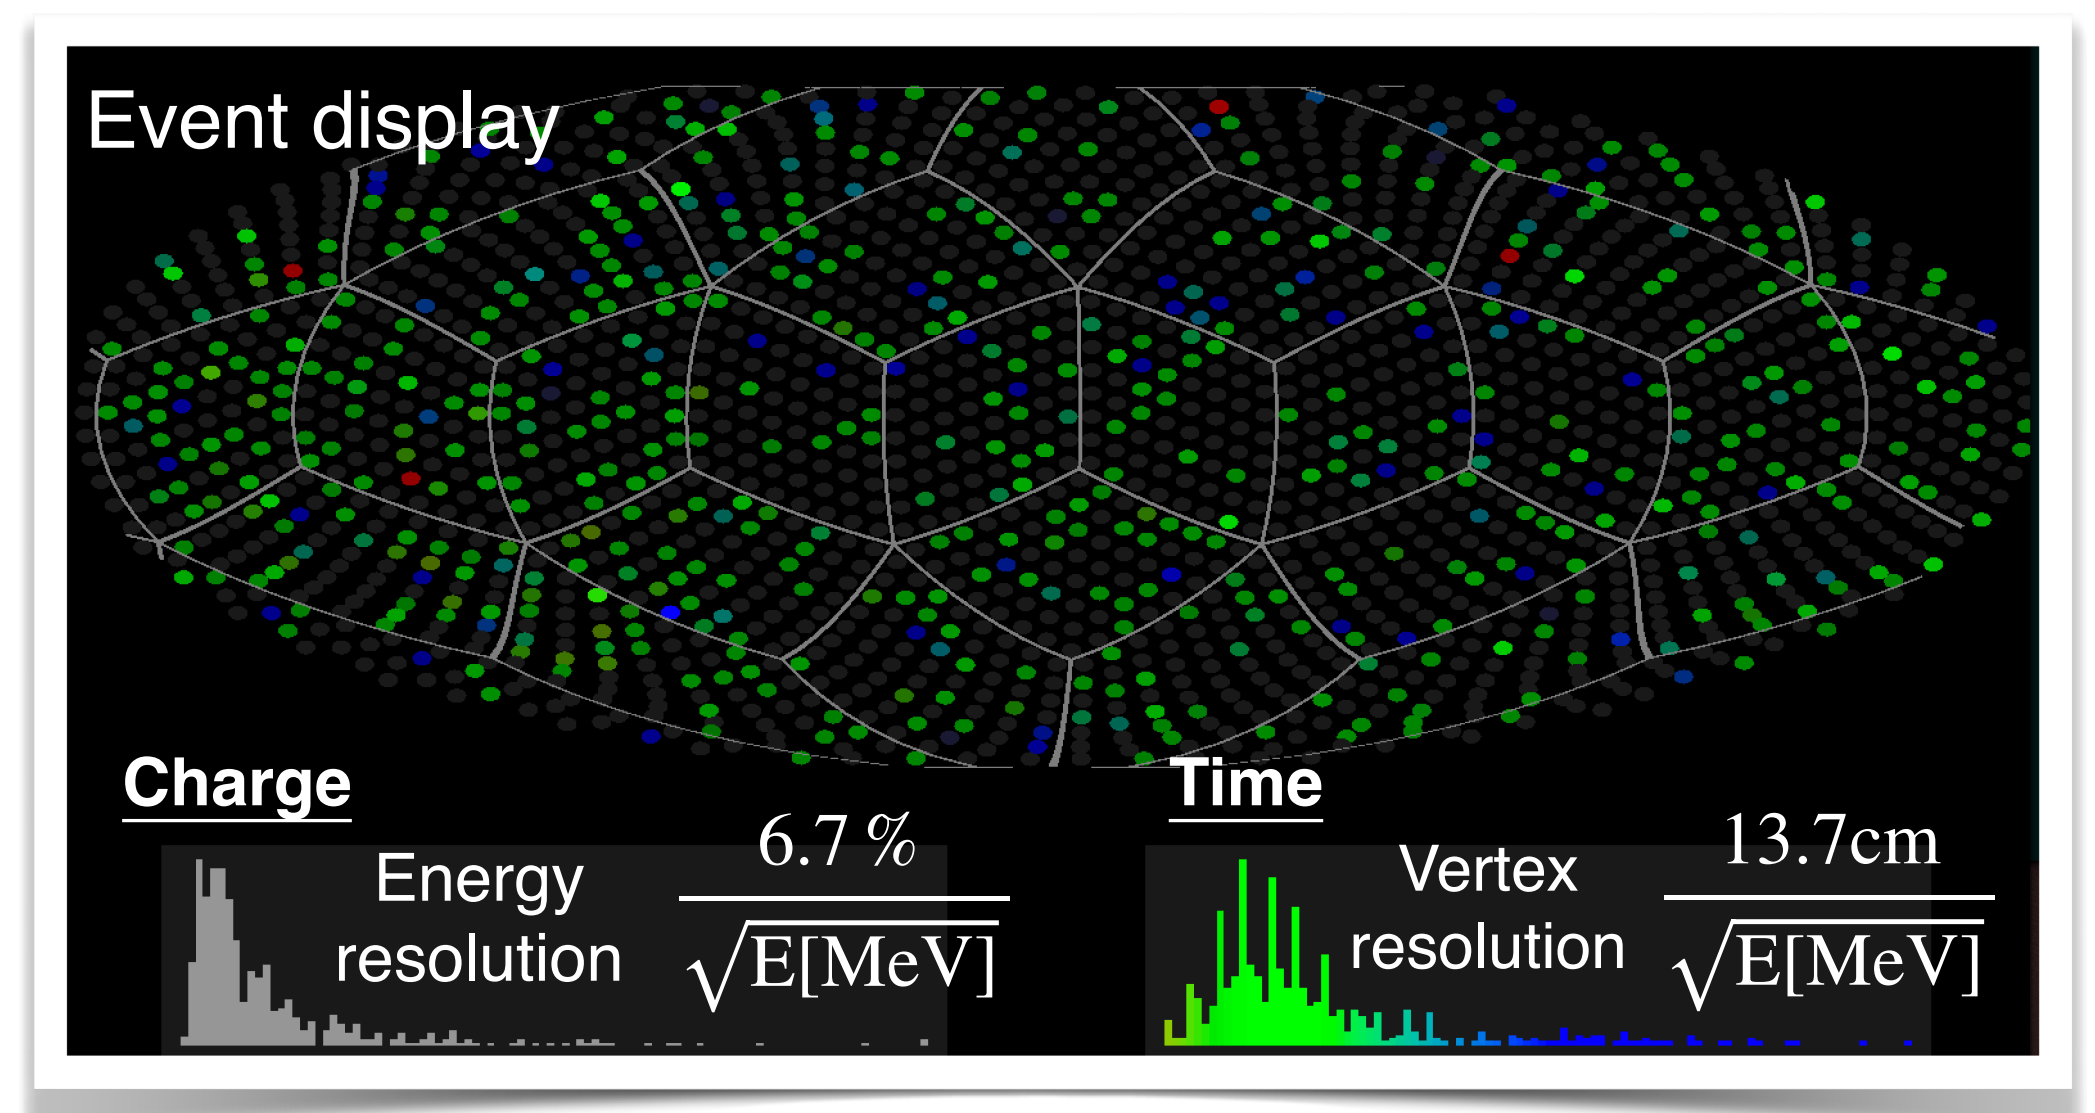 Event display
Charge
Energy
resolution
6.7 %
√E[MeV]
Time
Vertex
resolution
13.7cm
√E[MeV]